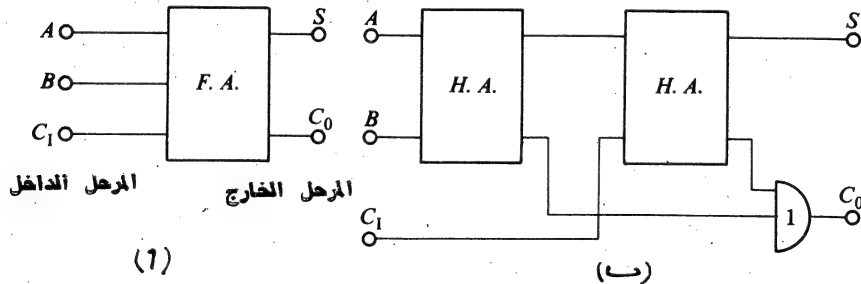 A
B
C_I
F. A.
S
C_0
المرحل الداخل
المرحل الخارج
(أ)
A
B
C_I
H. A.
H. A.
1
S
C_0
(ب)